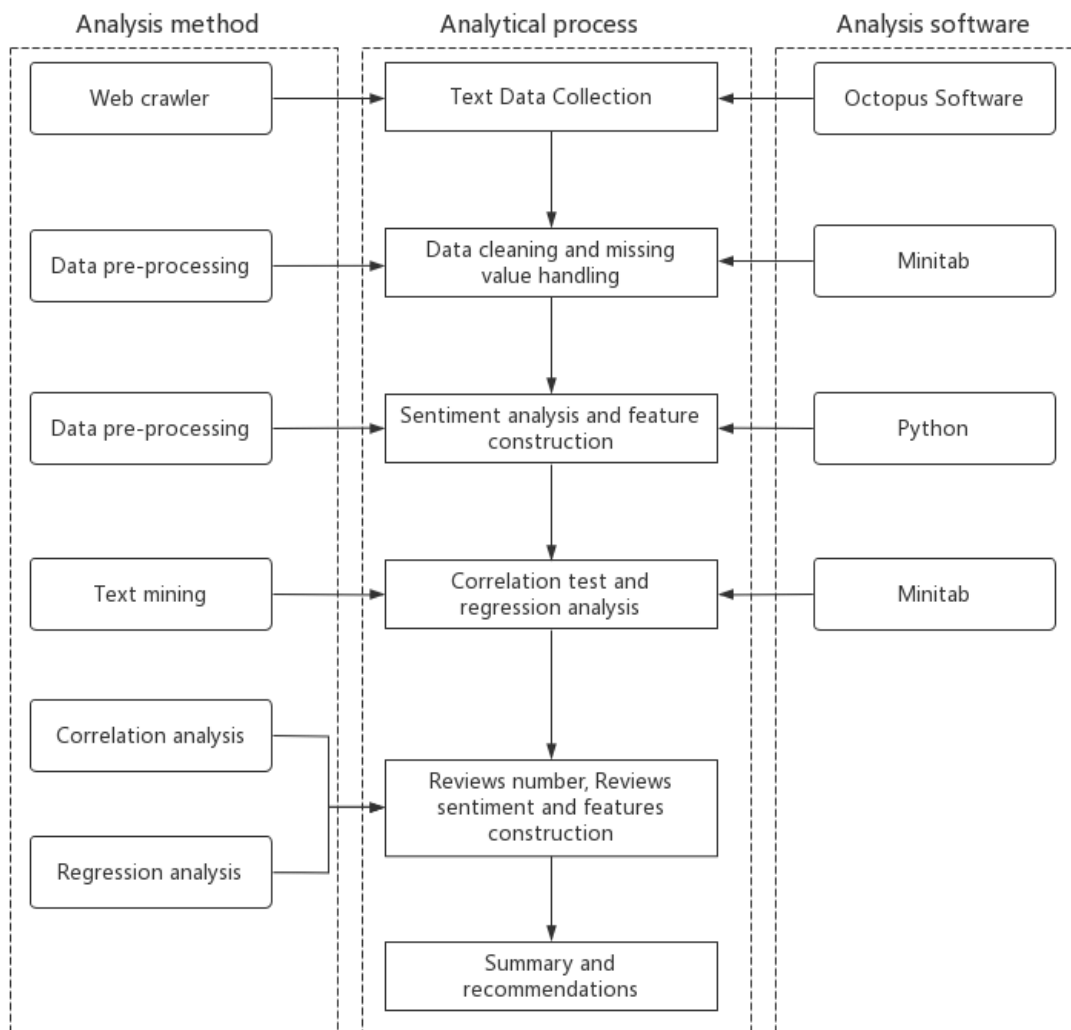 Analysis method
Analytical process
Analysis software
Web crawler
Text Data Collection
Octopus Software
Data pre-processing
Data cleaning and missing
value handling
Minitab
Data pre-processing
Sentiment analysis and feature
construction
Python
Text mining
Correlation test and
regression analysis
Minitab
Correlation analysis
Regression analysis
Reviews number, Reviews
sentiment and features
construction
Summary and
recommendations